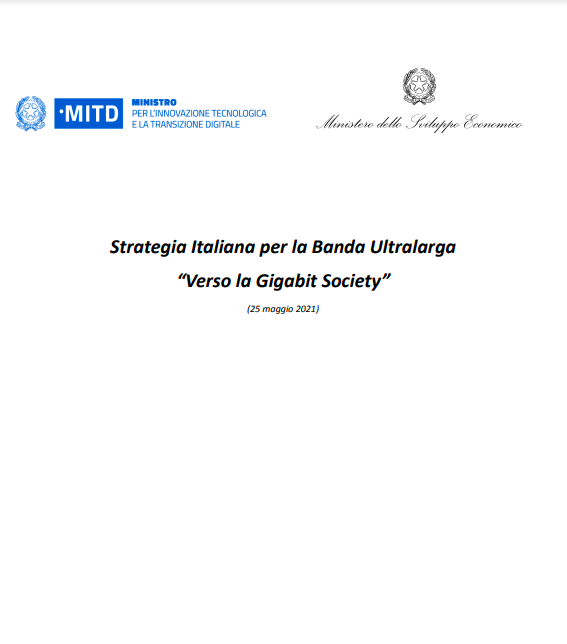 ·MITD
MINISTRO
PER L'INNOVAZIONE TECNOLOGICA
E LA TRANSIZIONE DIGITALE
Ministero dello Sviluppo Economico
Strategia Italiana per la Banda Ultralarga
“Verso la Gigabit Society”
(25 maggio 2021)